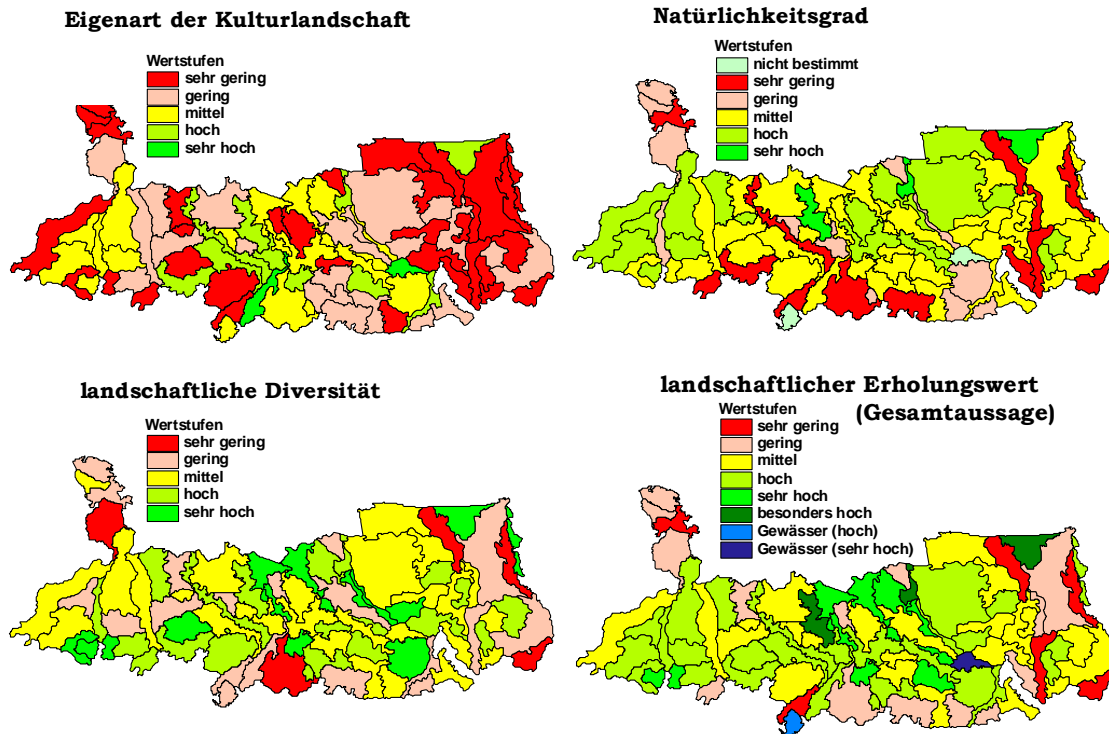 Eigenart der Kulturlandschaft
Wertstufen
sehr gering
gering
mittel
hoch
sehr hoch
Natürlichkeitsgrad
Wertstufen
nicht bestimmt
sehr gering
gering
mittel
hoch
sehr hoch
landschaftliche Diversität
Wertstufen
sehr gering
gering
mittel
hoch
sehr hoch
landschaftlicher Erholungswert
(Gesamtaussage)
Wertstufen
sehr gering
gering
mittel
hoch
sehr hoch
besonders hoch
Gewässer (hoch)
Gewässer (sehr hoch)